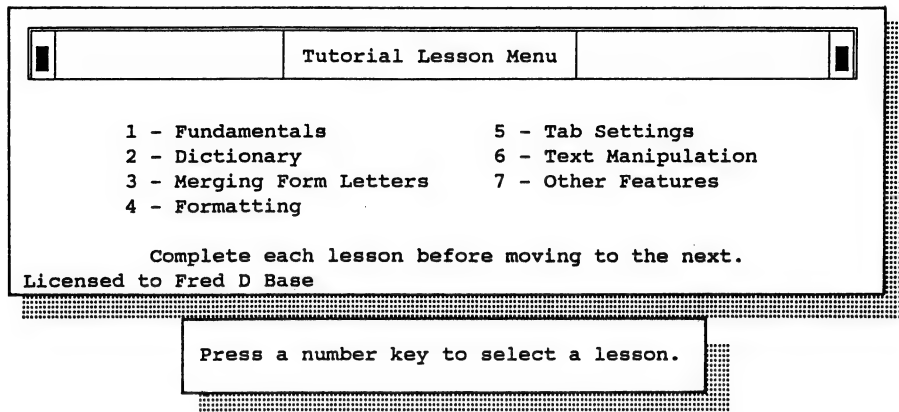 Tutorial Lesson Menu
1 - Fundamentals
2 - Dictionary
3 - Merging Form Letters
4 - Formatting
5 - Tab Settings
6 - Text Manipulation
7 - Other Features
Complete each lesson before moving to the next.
Licensed to Fred D Base
Press a number key to select a lesson.